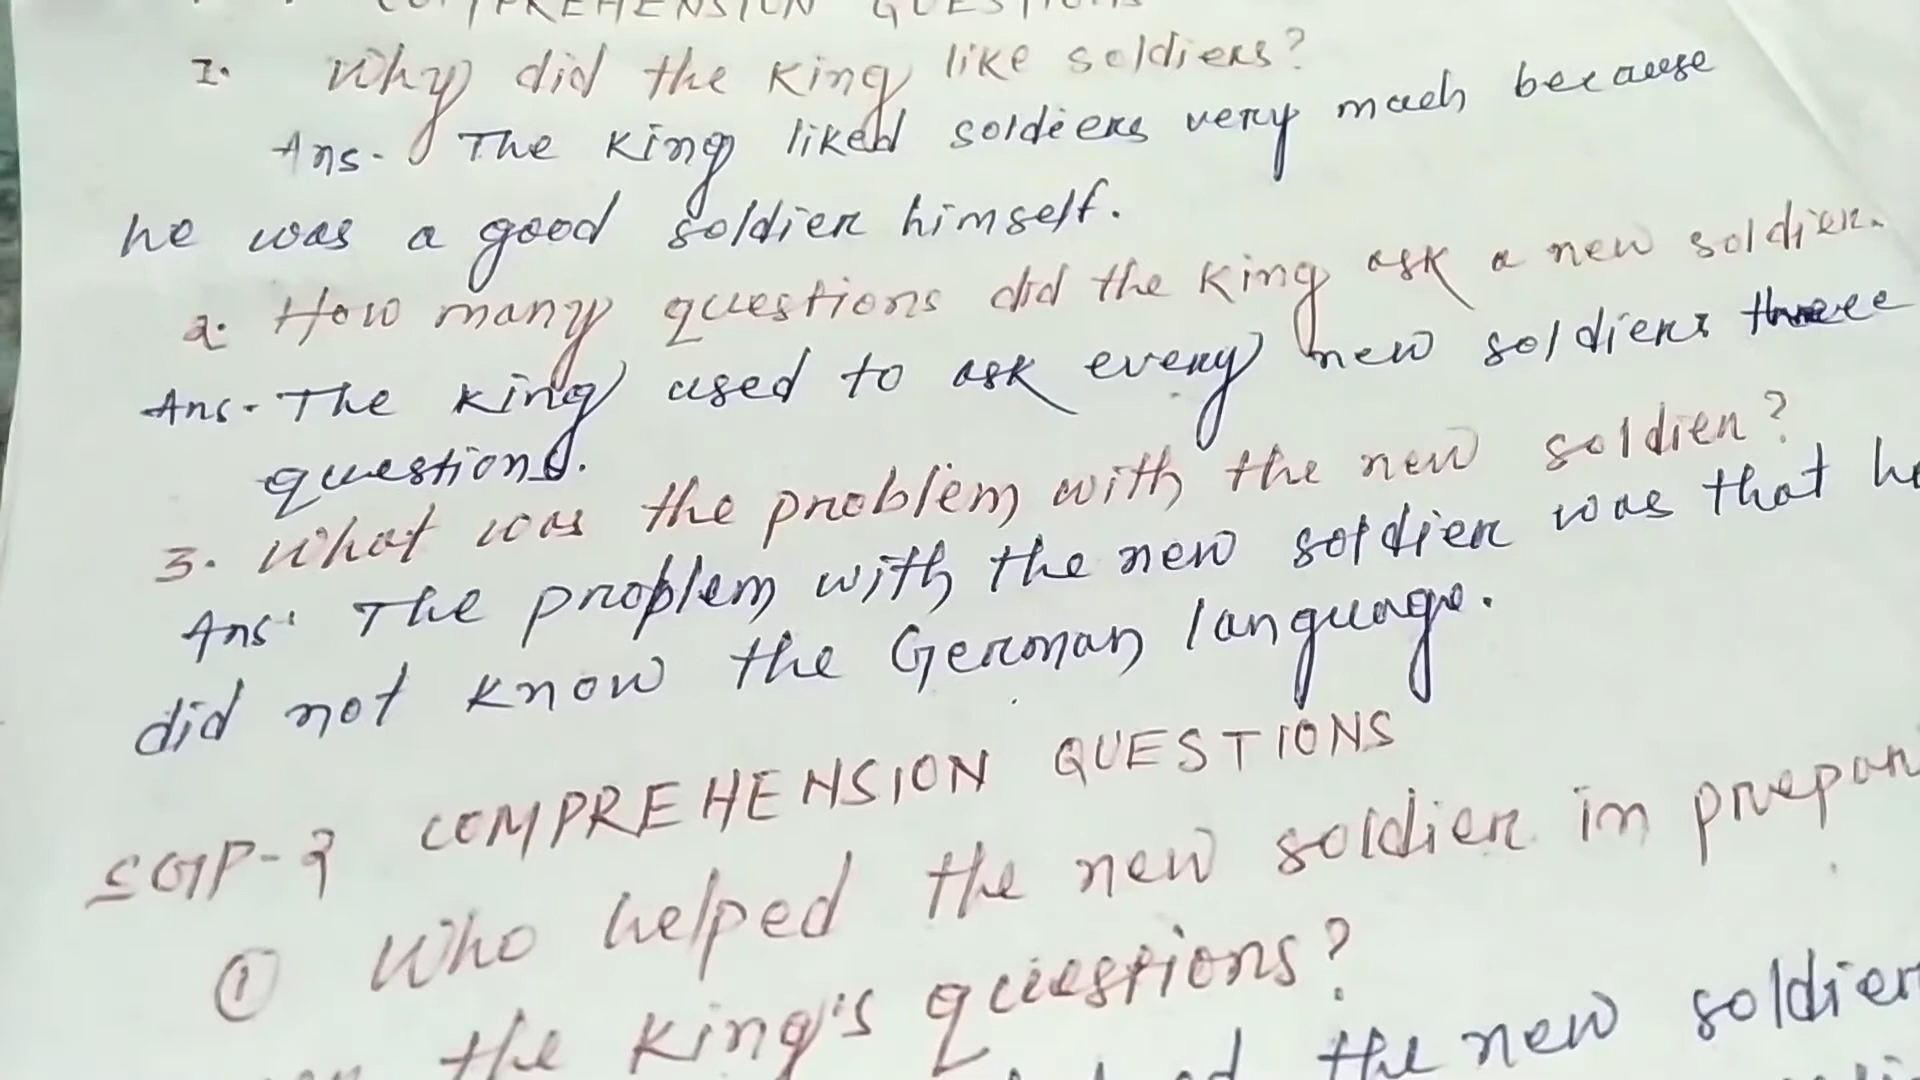 COMPREHENSION QUESTIONS
I. Why did the king like soldiers?
Ans- The king liked soldiers very much because
he was a good soldier himself.
2. How many questions did the king ask a new soldier.
Ans- The king used to ask every new soldiers three
questions.
3. What was the problem with the new soldier?
Ans: The problem with the new soldier was that he
did not know the German language.
SGP-2 COMPREHENSION QUESTIONS
① Who helped the new soldier in
the king's questions?
the new soldier